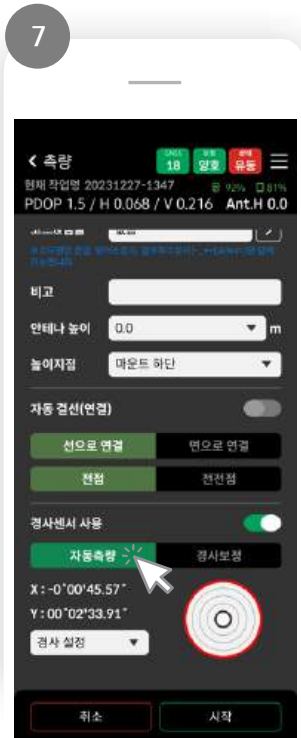 7
측량
GNSS
18
양호
유동
현재 작업명 20231227-1347 92% 81%
PDOP 1.5 / H 0.068 / V 0.216 Ant.H 0.0
비고
안테나 높이 0.0 m
높이지점 마운트 하단
자동 결선(연결)
선으로 연결 면으로 연결
전점 전전점
경사센서 사용
자동측량 경사보정
X : -0°00'45.57"
Y : 00°02'33.91"
경사 설정
취소 시작